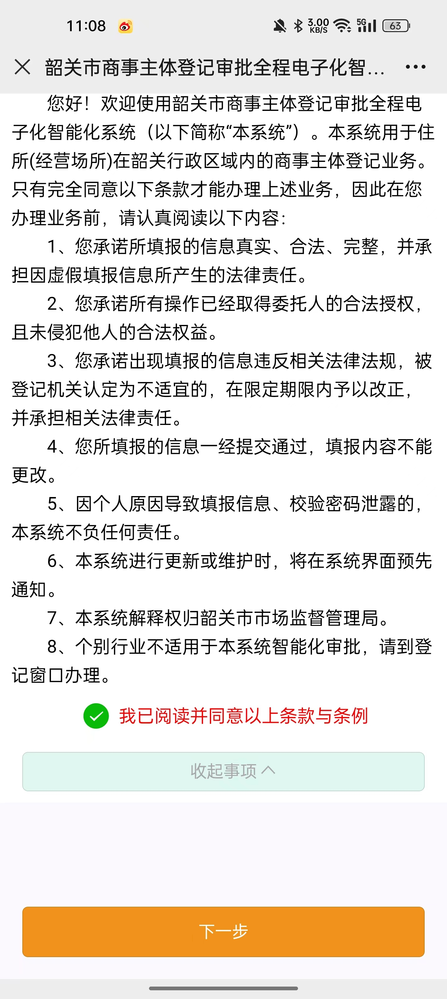 11:08
3.00
KB/S
5G
63
韶关市商事主体登记审批全程电子化智...
您好！欢迎使用韶关市商事主体登记审批全程电
子化智能化系统（以下简称“本系统”）。本系统用于住
所(经营场所)在韶关行政区域内的商事主体登记业务。
只有完全同意以下条款才能办理上述业务，因此在您
办理业务前，请认真阅读以下内容：
1、您承诺所填报的信息真实、合法、完整，并承
担因虚假填报信息所产生的法律责任。
2、您承诺所有操作已经取得委托人的合法授权，
且未侵犯他人的合法权益。
3、您承诺出现填报的信息违反相关法律法规，被
登记机关认定为不适宜的，在限定期限内予以改正，
并承担相关法律责任。
4、您所填报的信息一经提交通过，填报内容不能
更改。
5、因个人原因导致填报信息、校验密码泄露的，
本系统不负任何责任。
6、本系统进行更新或维护时，将在系统界面预先
通知。
7、本系统解释权归韶关市市场监督管理局。
8、个别行业不适用于本系统智能化审批，请到登
记窗口办理。
我已阅读并同意以上条款与条例
收起事项
下一步